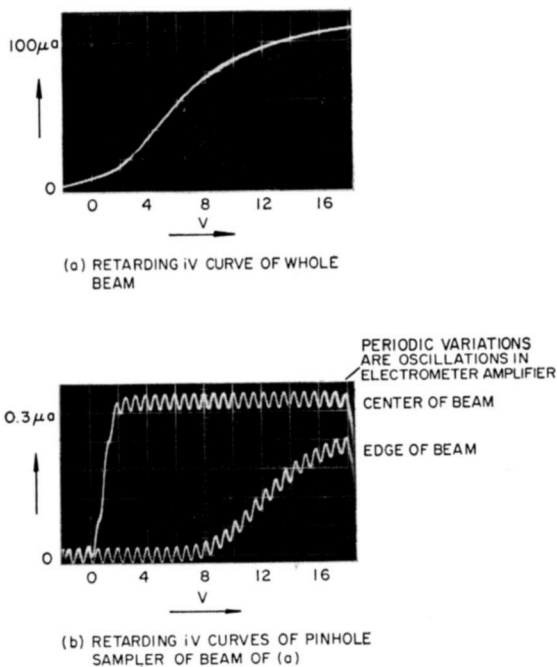 100μa
0
0 4 8 12 16
V
(a) RETARDING iV CURVE OF WHOLE
BEAM
PERIODIC VARIATIONS
ARE OSCILLATIONS IN
ELECTROMETER AMPLIFIER
0.3μa
CENTER OF BEAM
EDGE OF BEAM
0
0 4 8 12 16
V
(b) RETARDING iV CURVES OF PINHOLE
SAMPLER OF BEAM OF (a)